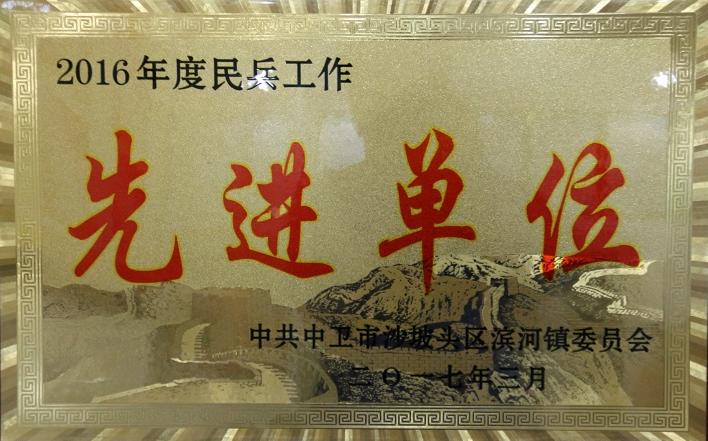 2016年度民兵工作
先进单位
中共中卫市沙坡头区滨河镇委员会
二〇一七年三月